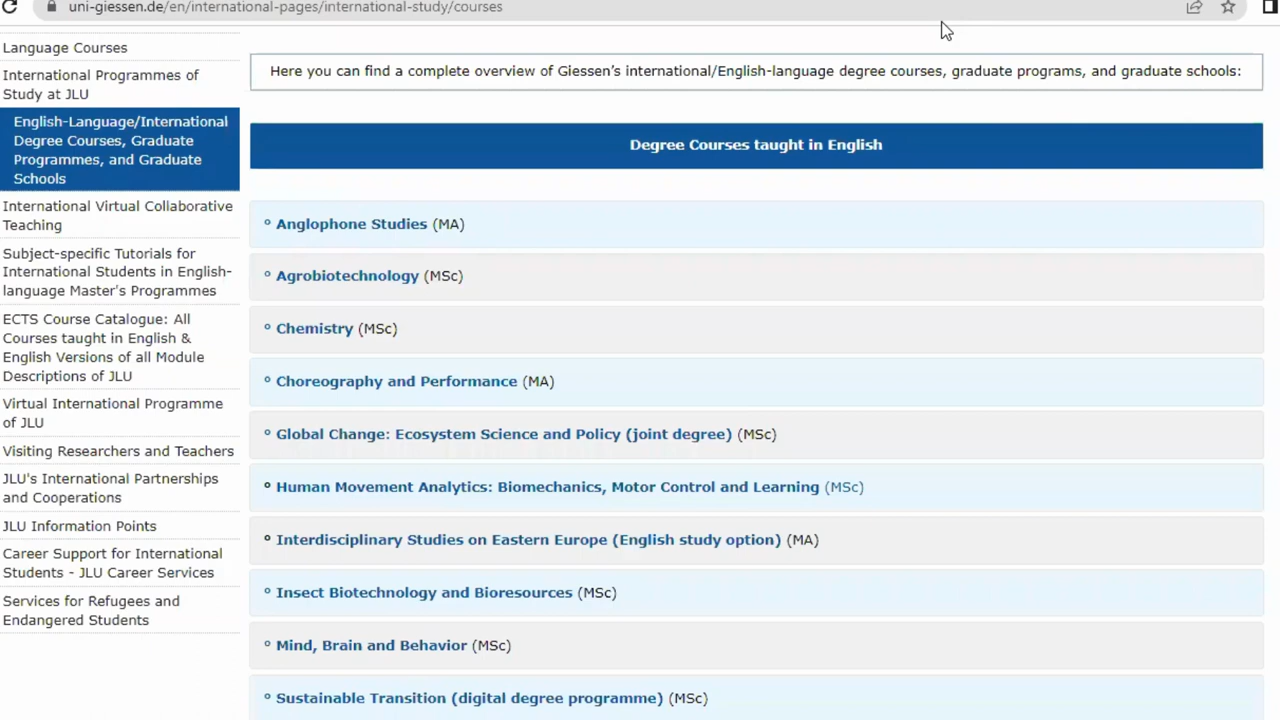 uni-giessen.de/en/international-pages/international-study/courses
Language Courses
International Programmes of
Study at JLU
English-Language/International
Degree Courses, Graduate
Programmes, and Graduate
Schools
International Virtual Collaborative
Teaching
Subject-specific Tutorials for
International Students in English-
language Master's Programmes
ECTS Course Catalogue: All
Courses taught in English &
English Versions of all Module
Descriptions of JLU
Virtual International Programme
of JLU
Visiting Researchers and Teachers
JLU's International Partnerships
and Cooperations
JLU Information Points
Career Support for International
Students - JLU Career Services
Services for Refugees and
Endangered Students
Here you can find a complete overview of Giessen's international/English-language degree courses, graduate programs, and graduate schools:
Degree Courses taught in English
° Anglophone Studies (MA)
° Agrobiotechnology (MSc)
° Chemistry (MSc)
° Choreography and Performance (MA)
° Global Change: Ecosystem Science and Policy (joint degree) (MSc)
° Human Movement Analytics: Biomechanics, Motor Control and Learning (MSc)
° Interdisciplinary Studies on Eastern Europe (English study option) (MA)
° Insect Biotechnology and Bioresources (MSc)
° Mind, Brain and Behavior (MSc)
° Sustainable Transition (digital degree programme) (MSc)